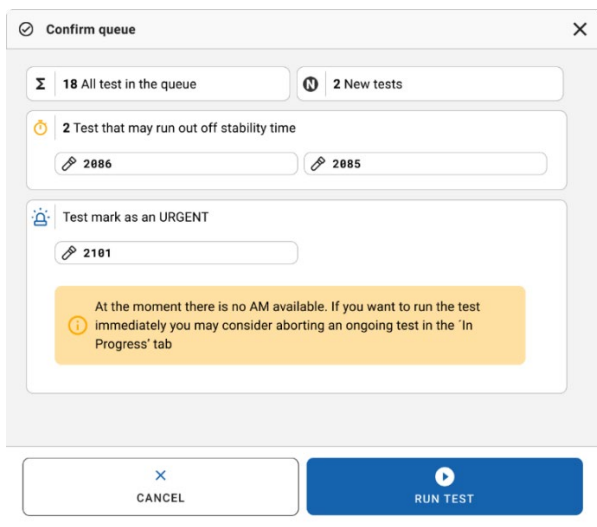 Confirm queue
Σ 18 All test in the queue
N 2 New tests
2 Test that may run out off stability time
2086
2085
Test mark as an URGENT
2101
At the moment there is no AM available. If you want to run the test
immediately you may consider aborting an ongoing test in the ´In
Progress’ tab
CANCEL
RUN TEST